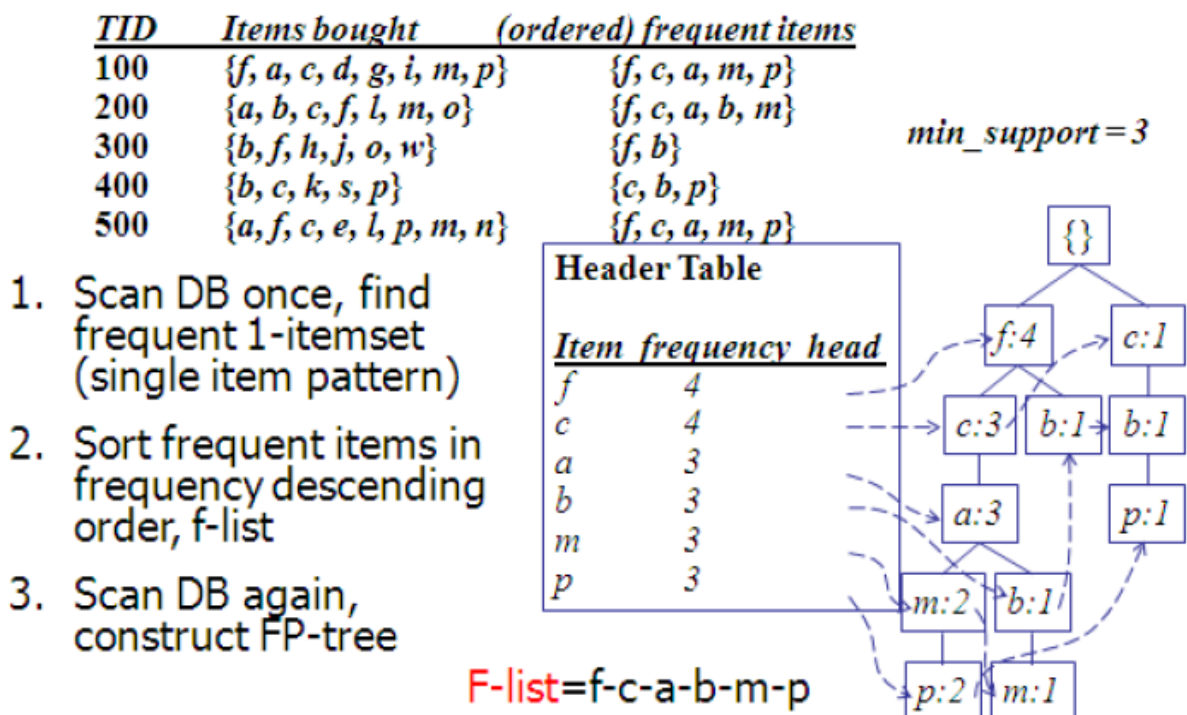 TID Items bought (ordered) frequent items
100 {f, a, c, d, g, i, m, p} {f, c, a, m, p}
200 {a, b, c, f, l, m, o} {f, c, a, b, m}
300 {b, f, h, j, o, w} {f, b}
400 {b, c, k, s, p} {c, b, p}
500 {a, f, c, e, l, p, m, n} {f, c, a, m, p}
min_support = 3
1. Scan DB once, find
frequent 1-itemset
(single item pattern)
2. Sort frequent items in
frequency descending
order, f-list
3. Scan DB again,
construct FP-tree
Header Table
Item frequency head
f 4
c 4
a 3
b 3
m 3
p 3
F-list=f-c-a-b-m-p
{}
f:4 c:1
c:3 b:1 b:1
a:3 p:1
m:2 b:1
p:2 m:1